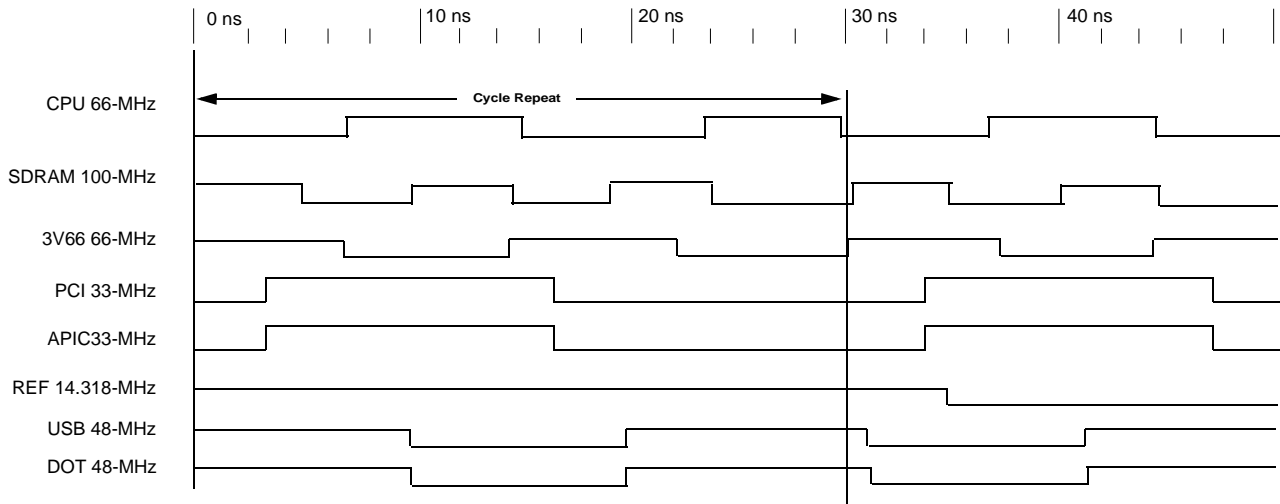 0 ns
10 ns
20 ns
30 ns
40 ns
CPU 66-MHz
Cycle Repeat
SDRAM 100-MHz
3V66 66-MHz
PCI 33-MHz
APIC33-MHz
REF 14.318-MHz
USB 48-MHz
DOT 48-MHz